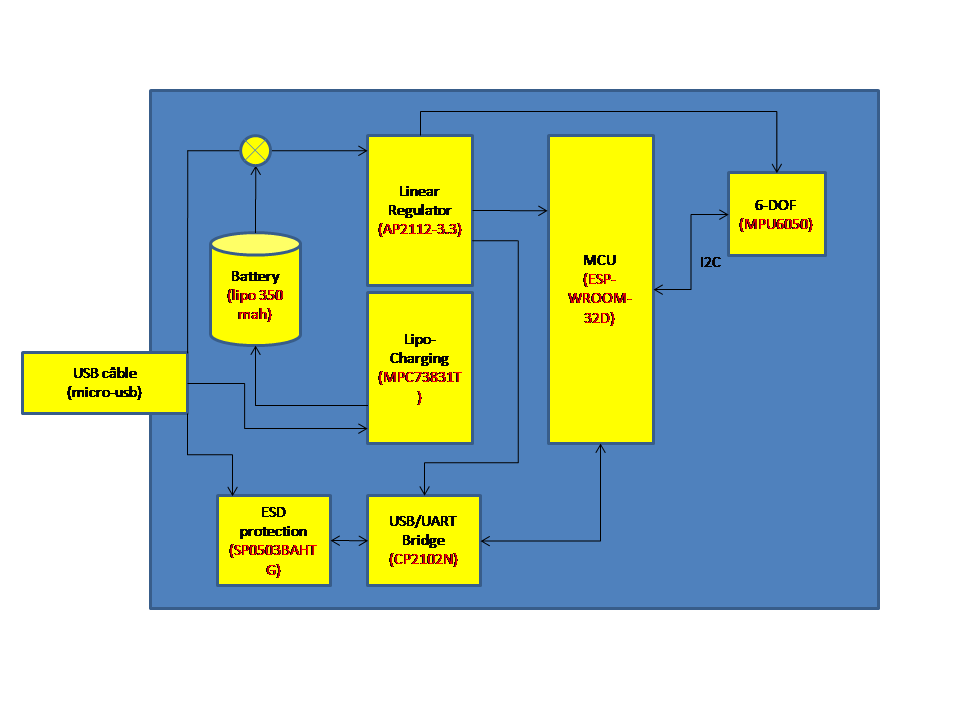 Linear
Regulator
(AP2112-3.3)
6-DOF
(MPU6050)
MCU
(ESP-
WROOM-
32D)
I2C
Battery
(lipo 350
mah)
Lipo-
Charging
(MPC73831T
)
USB câble
(micro-usb)
ESD
protection
(SP0503BAHT
G)
USB/UART
Bridge
(CP2102N)